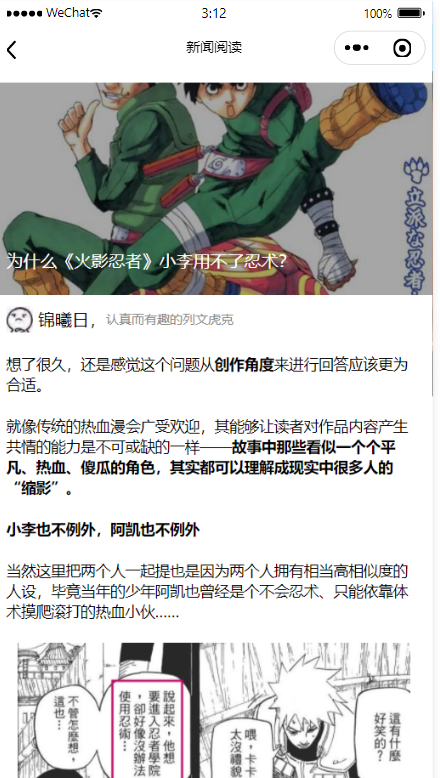 WeChat
3:12
100%
新闻阅读
立派な忍者
为什么《火影忍者》小李用不了忍术？
锦曦日，认真而有趣的列文虎克
想了很久，还是感觉这个问题从创作角度来进行回答应该更为
合适。
就像传统的热血漫会广受欢迎，其能够让读者对作品内容产生
共情的能力是不可或缺的一样——故事中那些看似一个个平
凡、热血、傻瓜的角色，其实都可以理解成现实中很多人的
“缩影”。
小李也不例外，阿凯也不例外
当然这里把两个人一起提也是因为两个人拥有相当高相似度的
人设，毕竟当年的少年阿凯也曾经是个不会忍术、只能依靠体
术摸爬滚打的热血小伙……
這有什麼
好笑的？
喂，卡卡
太沒禮貌
說起來，他想
要進入忍者學院
，卻好像沒辦法
使用忍術…
不管怎麼想，
這也…